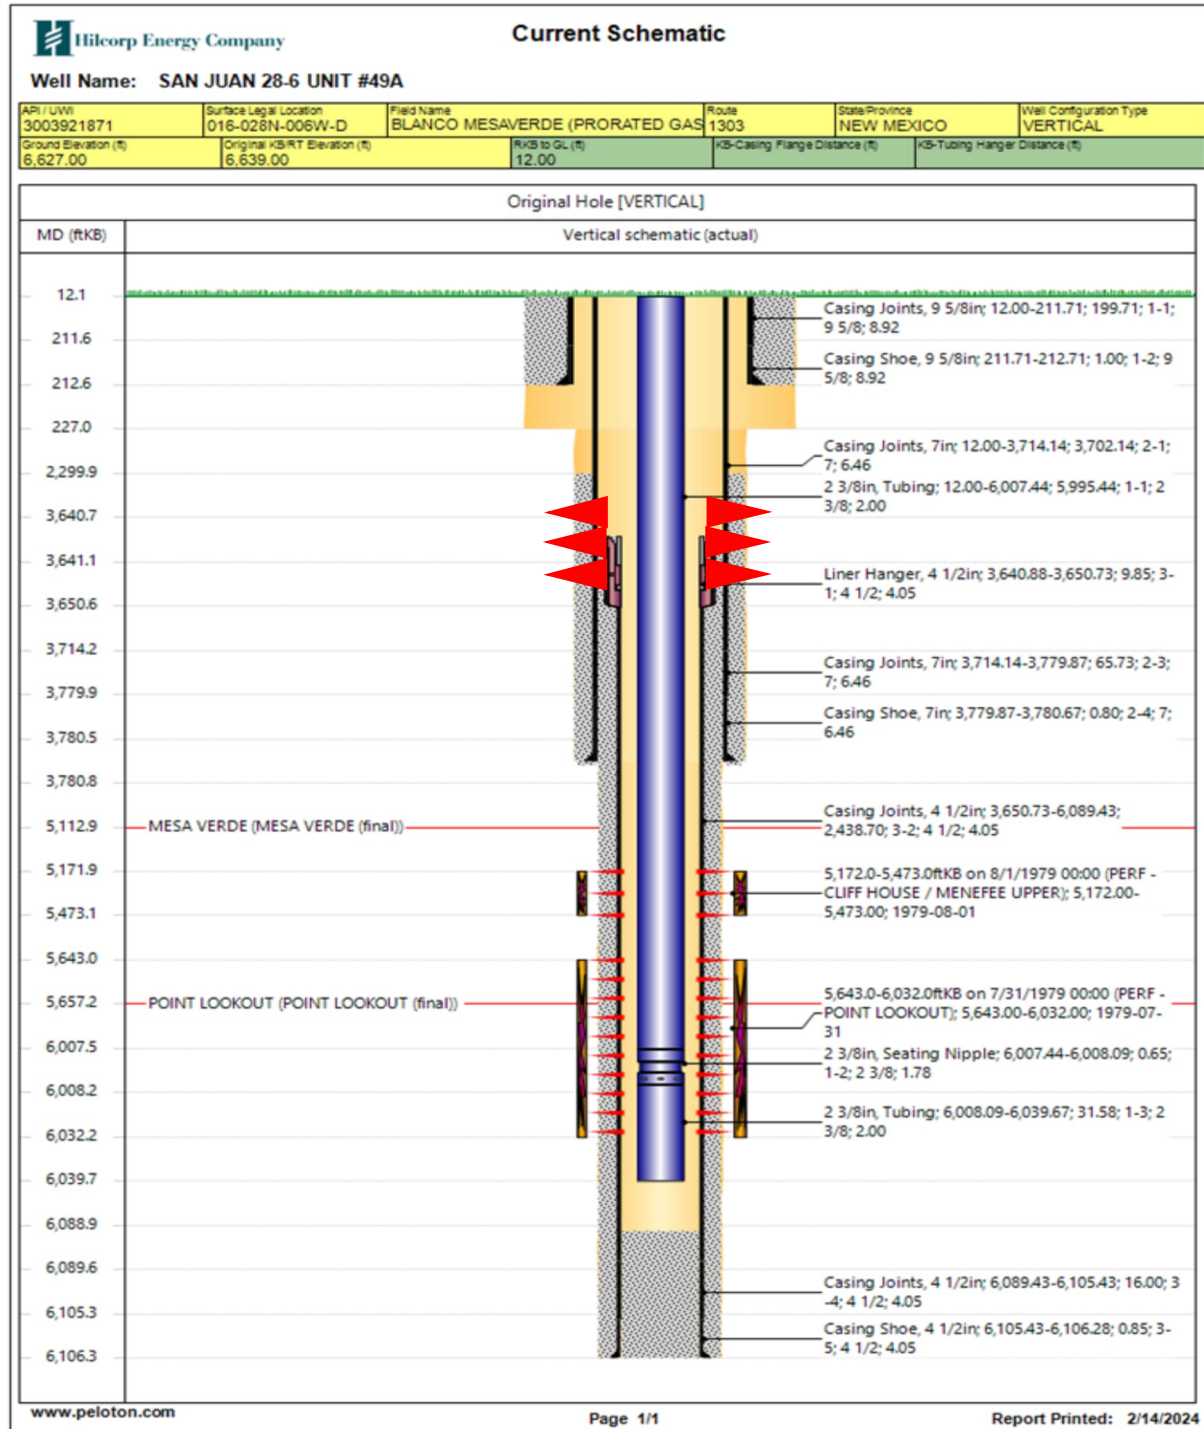 Hilcorp Energy Company
Current Schematic
Well Name: SAN JUAN 28-6 UNIT #49A
API / UWI
3003921871
Surface Legal Location
016-028N-006W-D
Field Name
BLANCO MESAVERDE (PRORATED GAS
Route
1303
State/Province
NEW MEXICO
Well Configuration Type
VERTICAL
Ground Elevation (ft)
6,627.00
Original KB/RT Elevation (ft)
6,639.00
RKB to GL (ft)
12.00
KB-Casing Flange Distance (ft)
KB-Tubing Hanger Distance (ft)
Original Hole [VERTICAL]
MD (ftKB)
Vertical schematic (actual)
12.1
211.6
212.6
227.0
2,299.9
3,640.7
3,641.1
3,650.6
3,714.2
3,779.9
3,780.5
3,780.8
5,112.9
5,171.9
5,473.1
5,643.0
5,657.2
6,007.5
6,008.2
6,032.2
6,039.7
6,088.9
6,089.6
6,105.3
6,106.3
MESA VERDE (MESA VERDE (final))
POINT LOOKOUT (POINT LOOKOUT (final))
Casing Joints, 9 5/8in; 12.00-211.71; 199.71; 1-1;
9 5/8; 8.92
Casing Shoe, 9 5/8in; 211.71-212.71; 1.00; 1-2; 9
5/8; 8.92
Casing Joints, 7in; 12.00-3,714.14; 3,702.14; 2-1;
7; 6.46
2 3/8in, Tubing; 12.00-6,007.44; 5,995.44; 1-1; 2
3/8; 2.00
Liner Hanger, 4 1/2in; 3,640.88-3,650.73; 9.85; 3-
1; 4 1/2; 4.05
Casing Joints, 7in; 3,714.14-3,779.87; 65.73; 2-3;
7; 6.46
Casing Shoe, 7in; 3,779.87-3,780.67; 0.80; 2-4; 7;
6.46
Casing Joints, 4 1/2in; 3,650.73-6,089.43;
2,438.70; 3-2; 4 1/2; 4.05
5,172.0-5,473.0ftKB on 8/1/1979 00:00 (PERF -
CLIFF HOUSE / MENEFEE UPPER); 5,172.00-
5,473.00; 1979-08-01
5,643.0-6,032.0ftKB on 7/31/1979 00:00 (PERF -
POINT LOOKOUT); 5,643.00-6,032.00; 1979-07-
31
2 3/8in, Seating Nipple; 6,007.44-6,008.09; 0.65;
1-2; 2 3/8; 1.78
2 3/8in, Tubing; 6,008.09-6,039.67; 31.58; 1-3; 2
3/8; 2.00
Casing Joints, 4 1/2in; 6,089.43-6,105.43; 16.00; 3
-4; 4 1/2; 4.05
Casing Shoe, 4 1/2in; 6,105.43-6,106.28; 0.85; 3-
5; 4 1/2; 4.05
www.peloton.com
Page 1/1
Report Printed: 2/14/2024